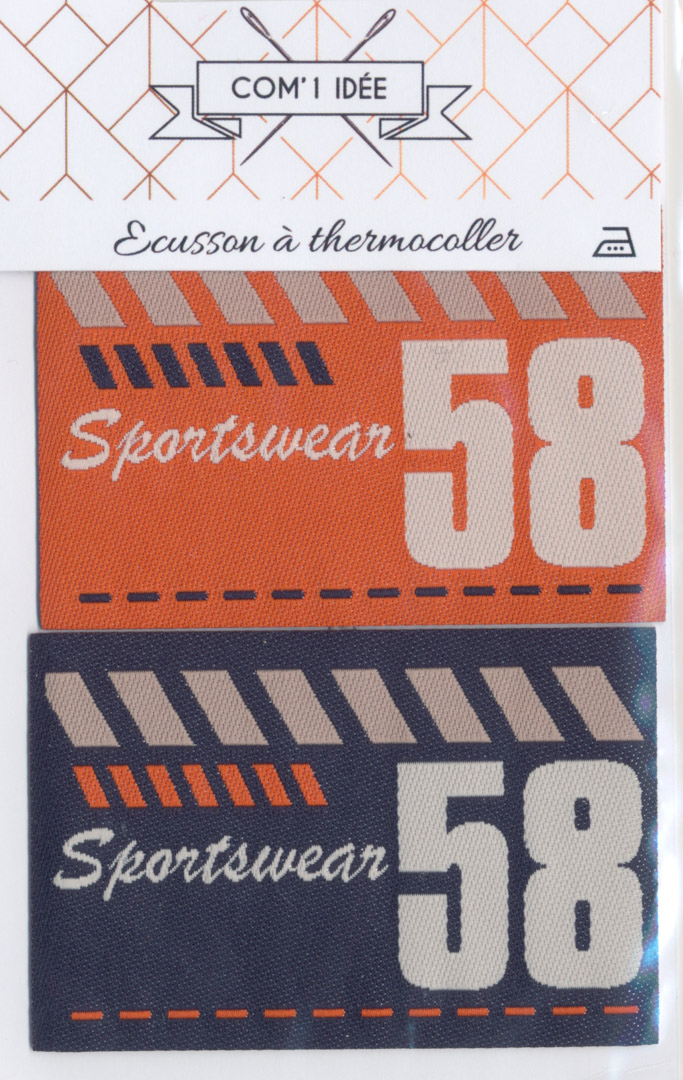 COM'1 IDÉE
Ecusson à thermocoller
Sportswear
58
Sportswear
58